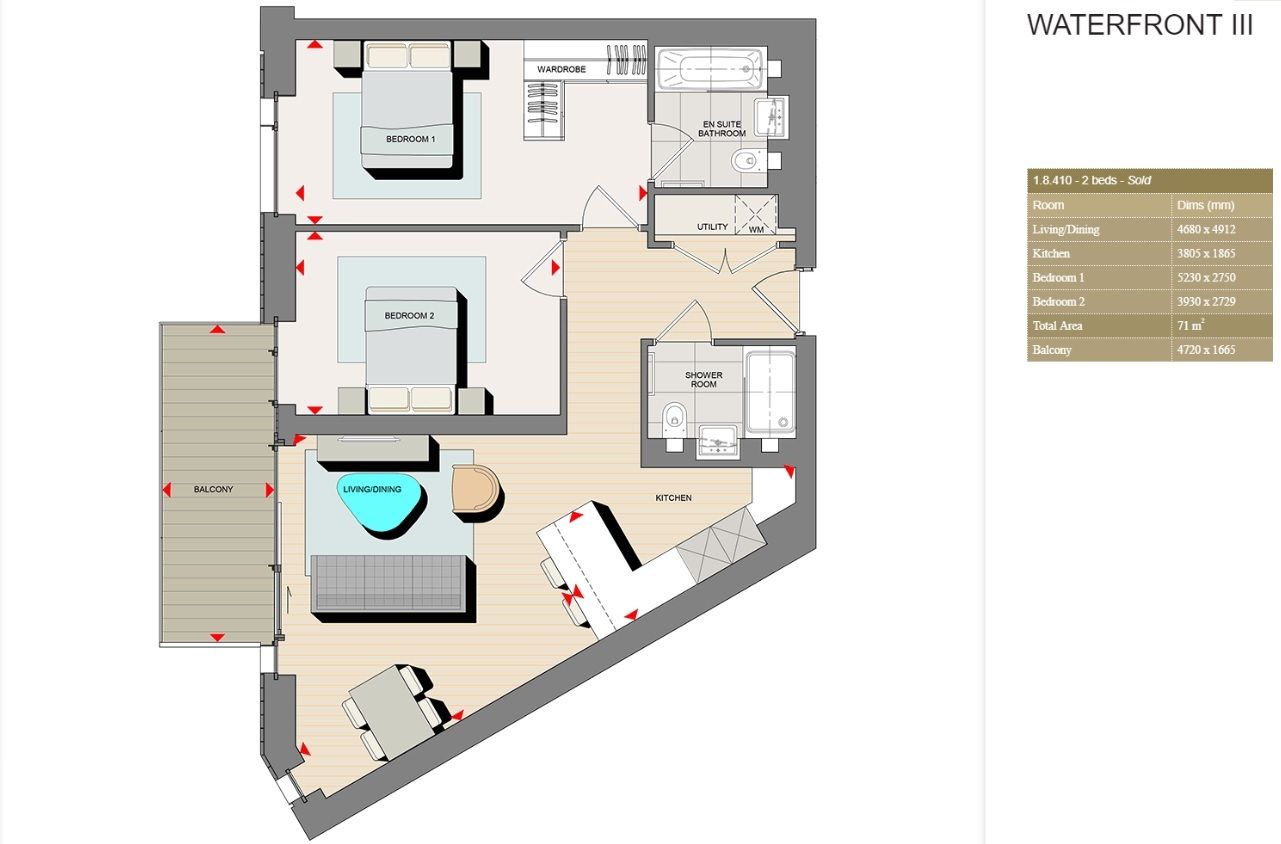 WATERFRONT III
WARDROBE
BEDROOM 1
EN SUITE
BATHROOM
UTILITY
WM
BEDROOM 2
SHOWER
ROOM
BALCONY
LIVING/DINING
KITCHEN
1.8.410 - 2 beds - Sold
Room Dims (mm)
Living/Dining 4680 x 4912
Kitchen 3805 x 1865
Bedroom 1 5230 x 2750
Bedroom 2 3930 x 2729
Total Area 71 m²
Balcony 4720 x 1665